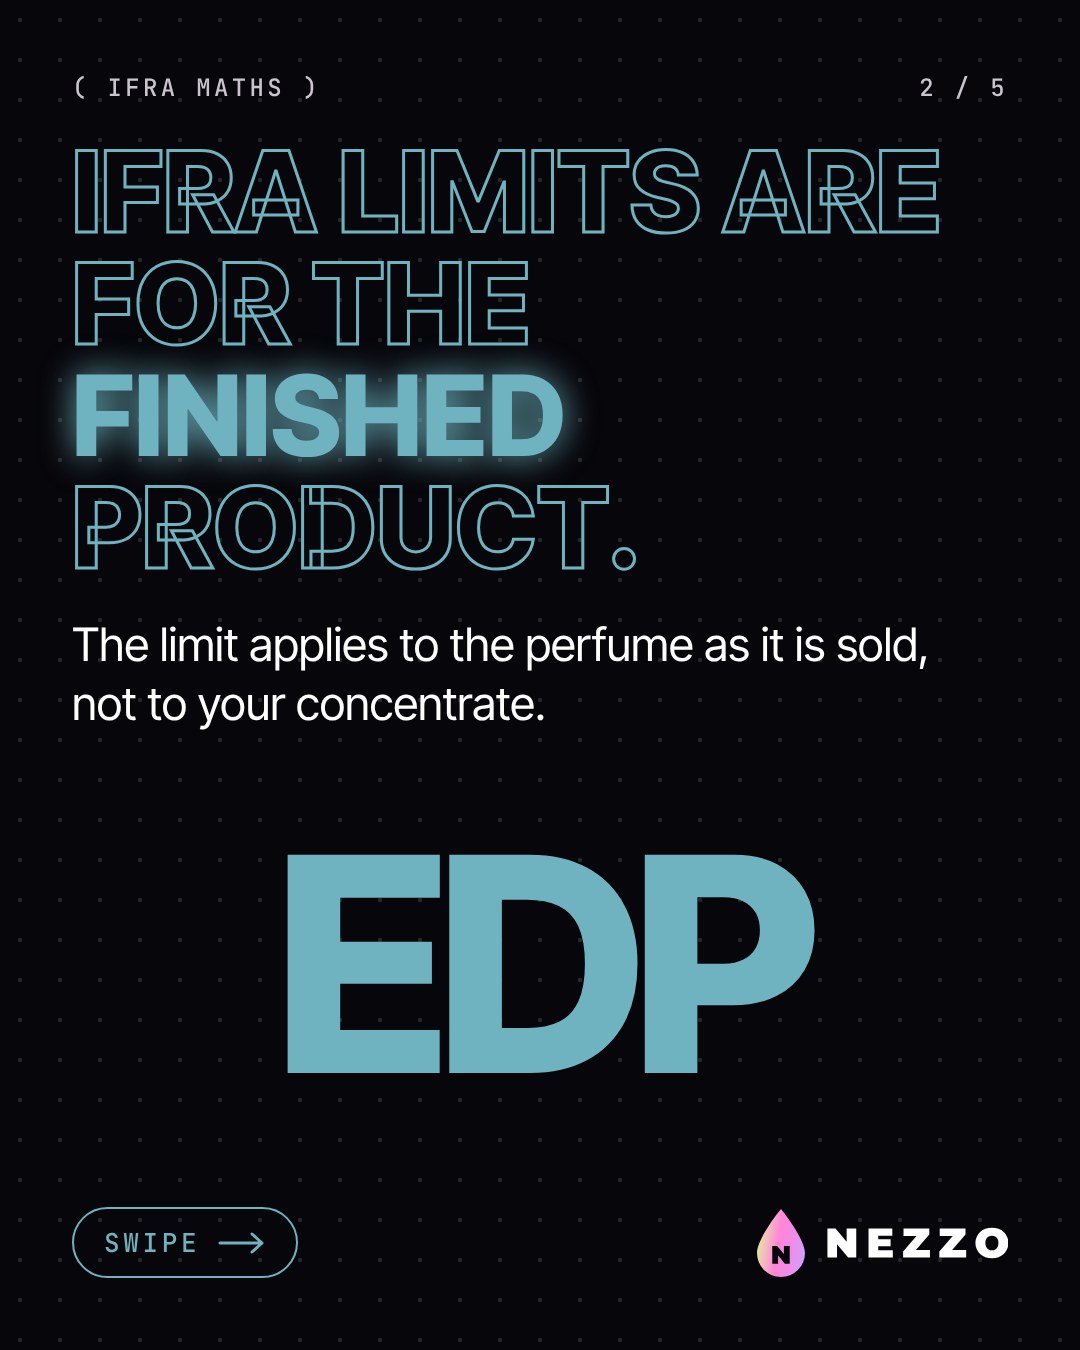 ( IFRA MATHS )
2 / 5
IFRA LIMITS ARE
FOR THE
FINISHED
PRODUCT.
The limit applies to the perfume as it is sold,
not to your concentrate.
EDP
SWIPE →
N NEZZO